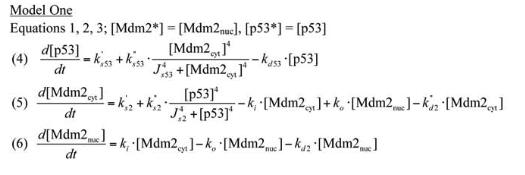 Model One
Equations 1, 2, 3; [Mdm2*] = [Mdm2nuc], [p53*] = [p53]
(4) d[p53]/dt = k's53 + k"s53 · [Mdm2cyt]⁴/(J⁴s53 + [Mdm2cyt]⁴) − kd53 · [p53]
(5) d[Mdm2cyt]/dt = k's2 + k"s2 · [p53]⁴/(J⁴s2 + [p53]⁴) − ki · [Mdm2cyt] + ko · [Mdm2nuc] − k'd2 · [Mdm2cyt]
(6) d[Mdm2nuc]/dt = ki · [Mdm2cyt] − ko · [Mdm2nuc] − kd2 · [Mdm2nuc]